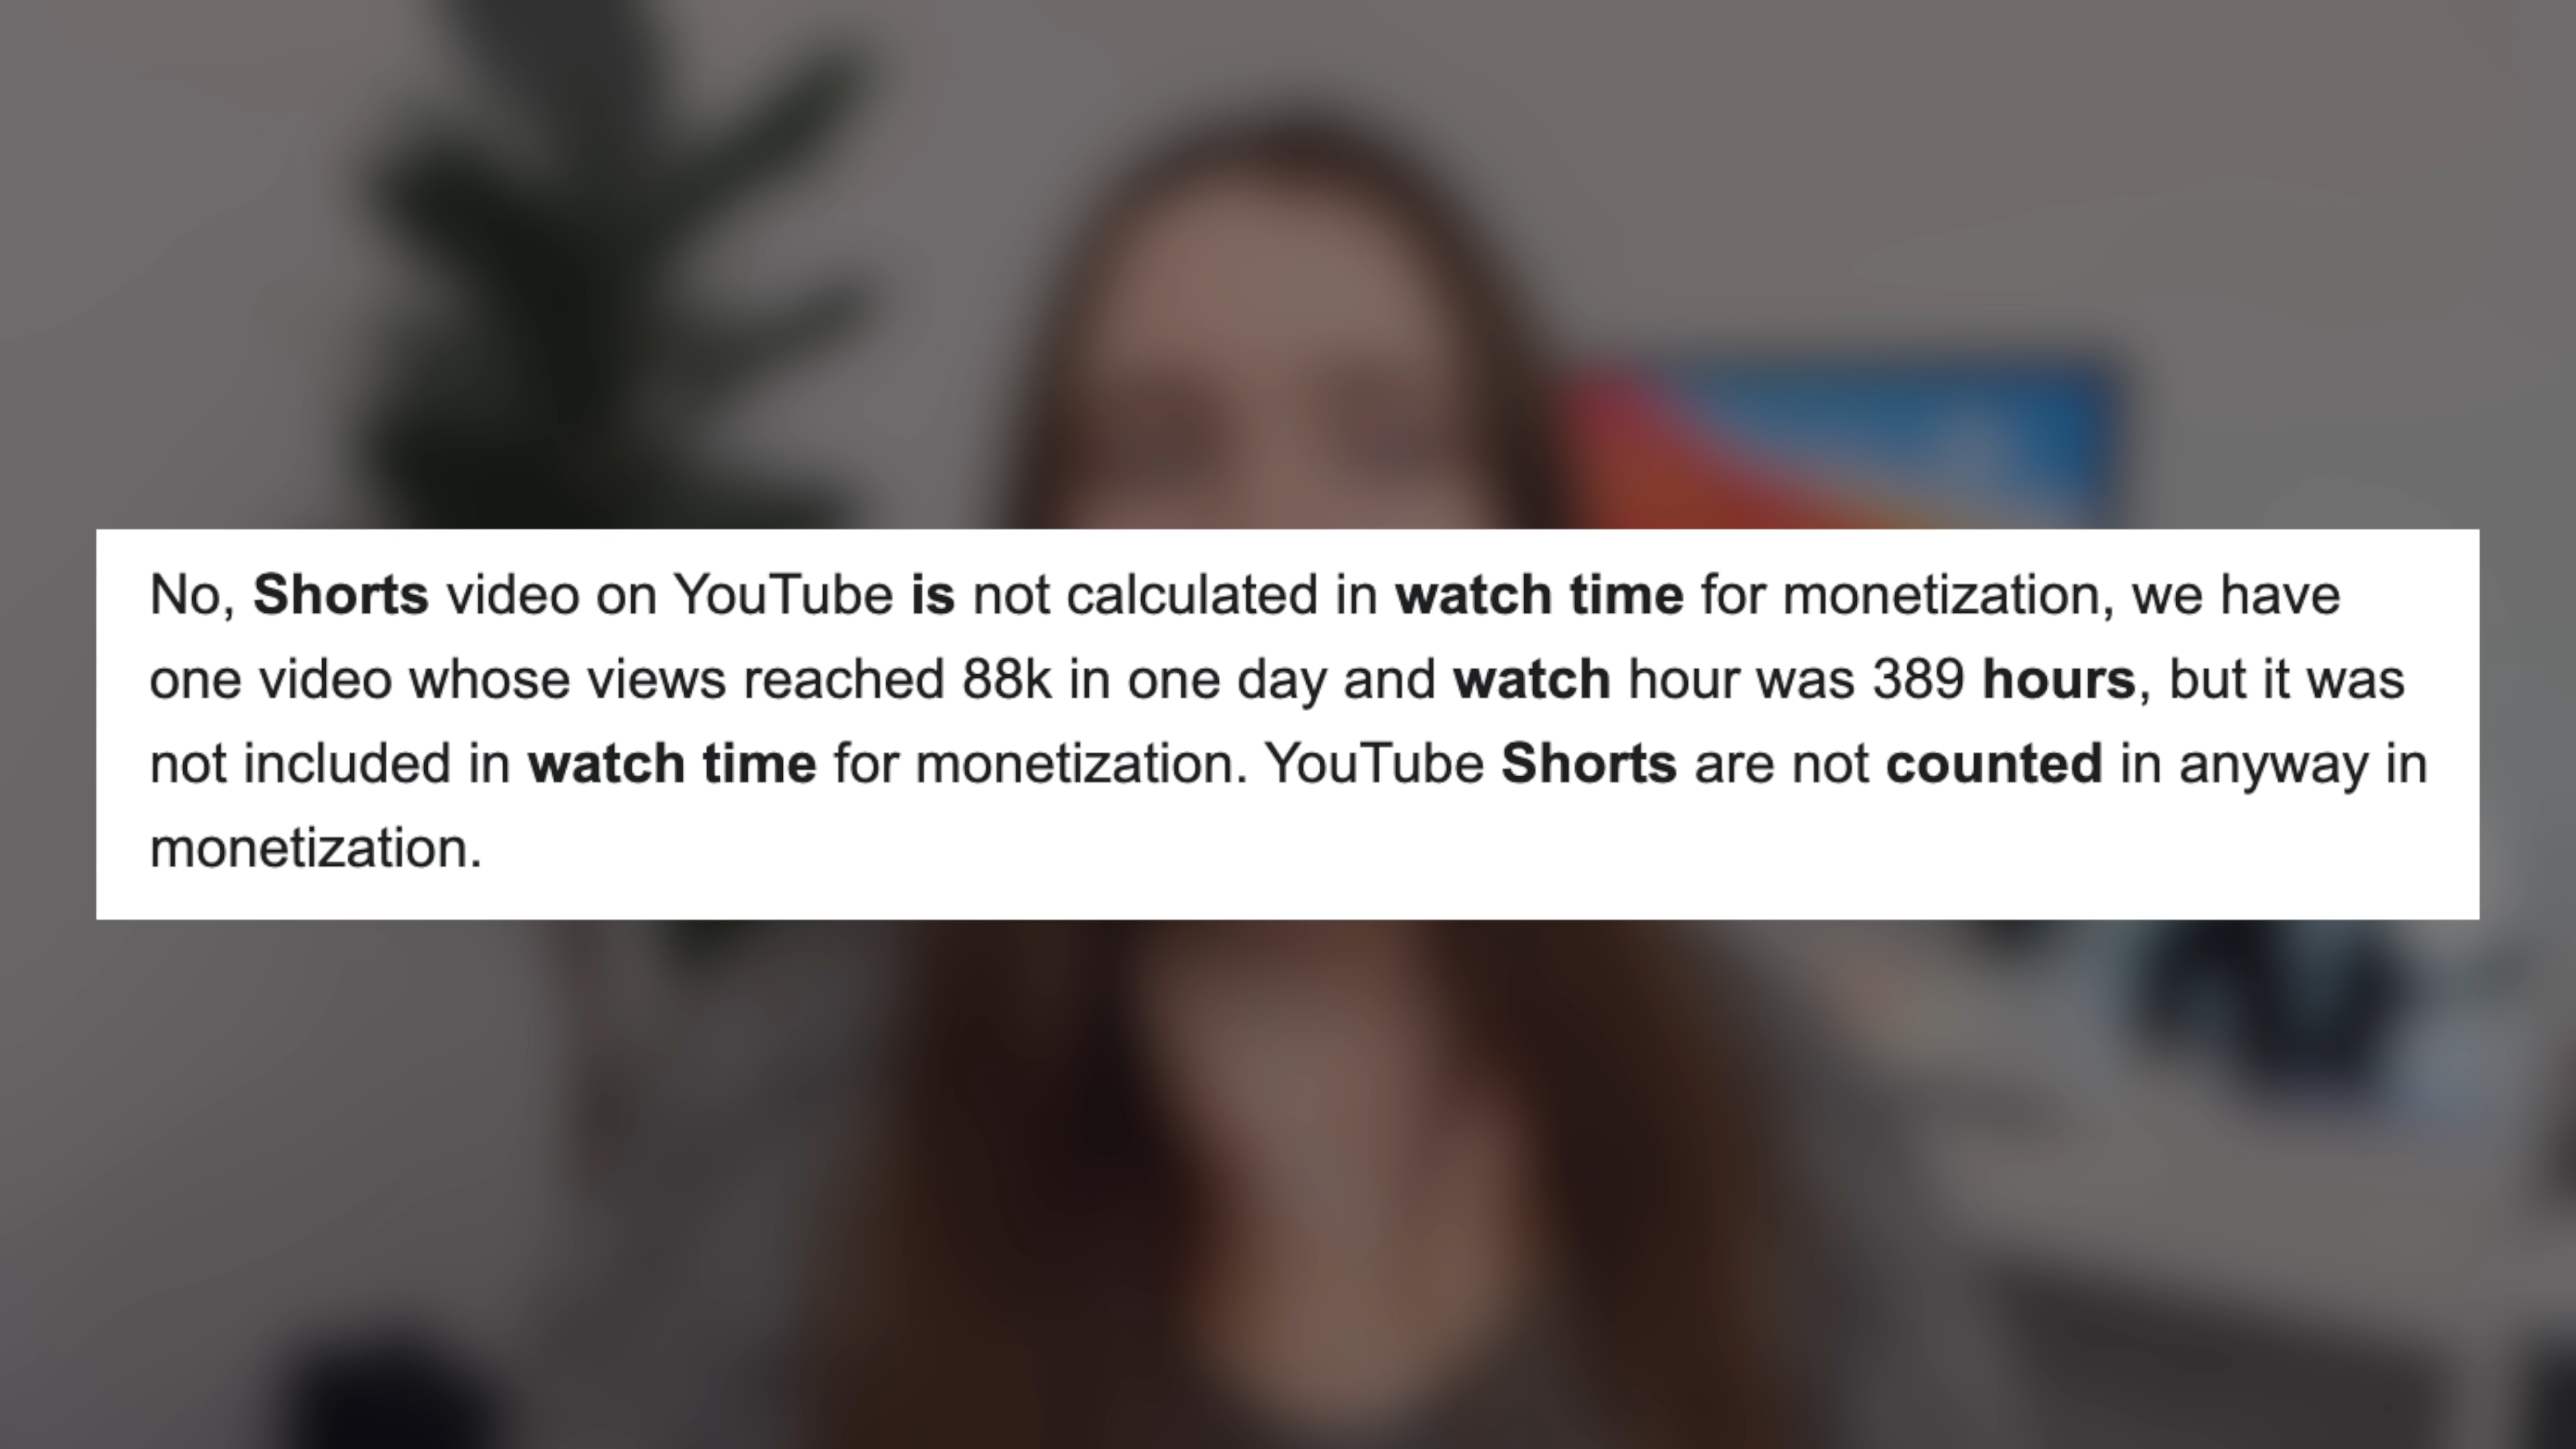 No, Shorts video on YouTube is not calculated in watch time for monetization, we have
one video whose views reached 88k in one day and watch hour was 389 hours, but it was
not included in watch time for monetization. YouTube Shorts are not counted in anyway in
monetization.